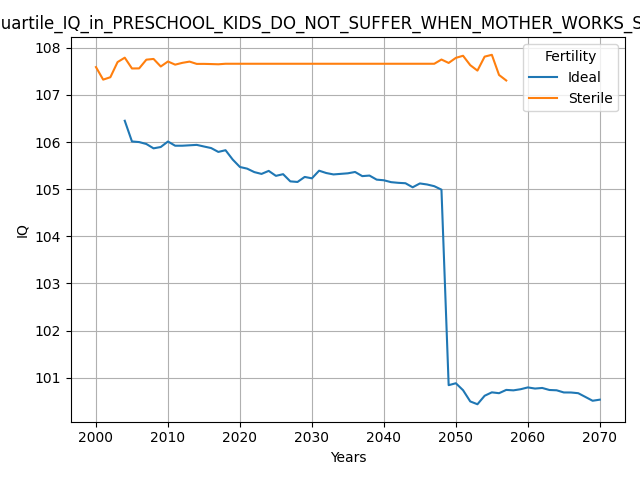 uartile_IQ_in_PRESCHOOL_KIDS_DO_NOT_SUFFER_WHEN_MOTHER_WORKS_S
108
107
106
105
104
103
102
101
IQ
Fertility
Ideal
Sterile
2000 2010 2020 2030 2040 2050 2060 2070
Years